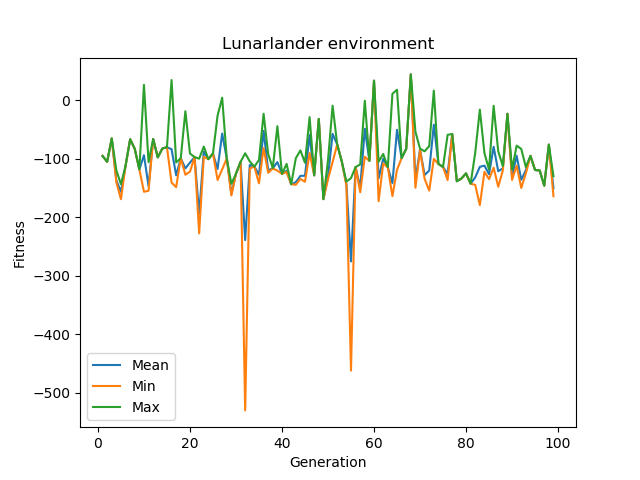 Lunarlander environment
Fitness
0
−100
−200
−300
−400
−500
Mean
Min
Max
0 20 40 60 80 100
Generation